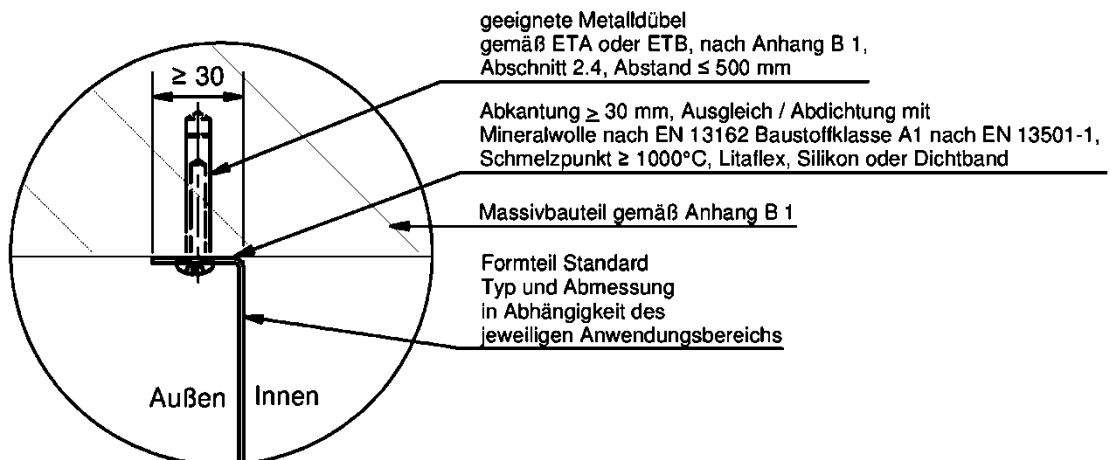 geeignete Metalldübel
gemäß ETA oder ETB, nach Anhang B 1,
Abschnitt 2.4, Abstand ≤ 500 mm
≥ 30
Abkantung ≥ 30 mm, Ausgleich / Abdichtung mit
Mineralwolle nach EN 13162 Baustoffklasse A1 nach EN 13501-1,
Schmelzpunkt ≥ 1000°C, Litaflex, Silikon oder Dichtband
Massivbauteil gemäß Anhang B 1
Formteil Standard
Typ und Abmessung
in Abhängigkeit des
jeweiligen Anwendungsbereichs
Außen Innen